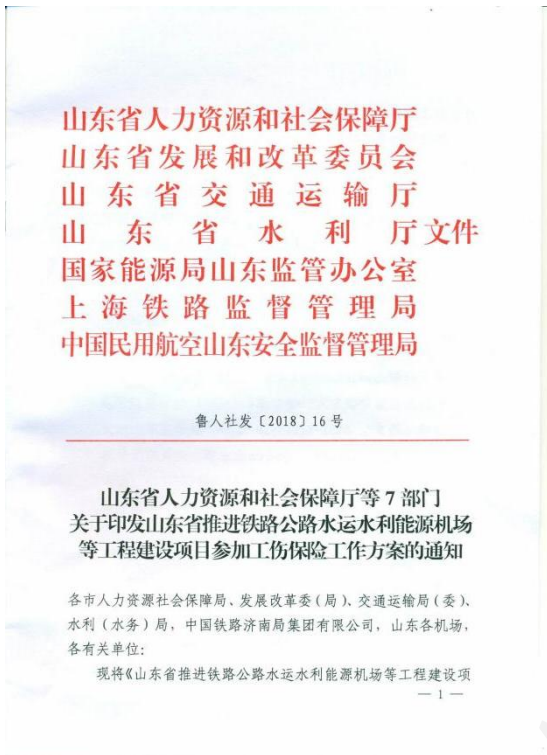 山东省人力资源和社会保障厅
山东省发展和改革委员会
山东省交通运输厅
山东省水利厅文件
国家能源局山东监管办公室
上海铁路监督管理局
中国民用航空山东安全监督管理局
鲁人社发〔2018〕16号
山东省人力资源和社会保障厅等7部门
关于印发山东省推进铁路公路水运水利能源机场
等工程建设项目参加工伤保险工作方案的通知
各市人力资源社会保障局、发展改革委(局)、交通运输局(委)、
水利(水务)局，中国铁路济南局集团有限公司，山东各机场，
各有关单位：
现将《山东省推进铁路公路水运水利能源机场等工程建设项
— 1 —